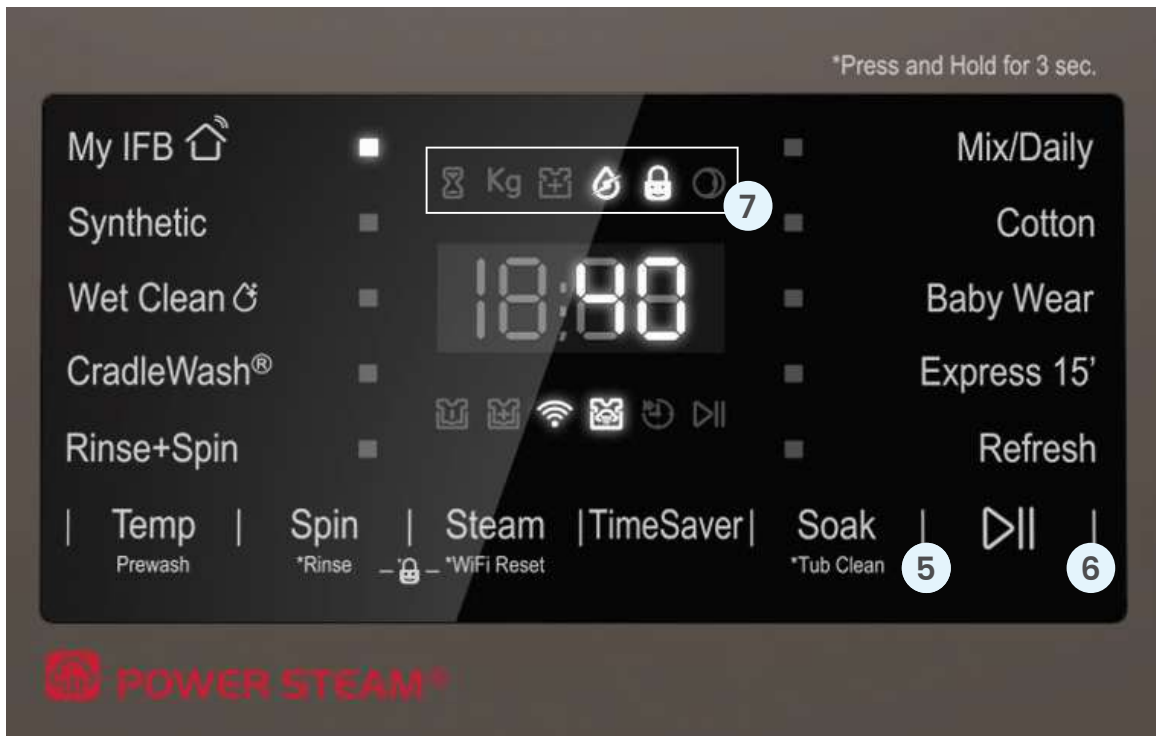 *Press and Hold for 3 sec.
My IFB
Mix/Daily
Kg
7
Synthetic
Cotton
18:40
Wet Clean
Baby Wear
CradleWash®
Express 15’
Rinse+Spin
Refresh
Temp | Spin | Steam | TimeSaver | Soak
Prewash *Rinse *WiFi Reset *Tub Clean 5 6
POWER STEAM®